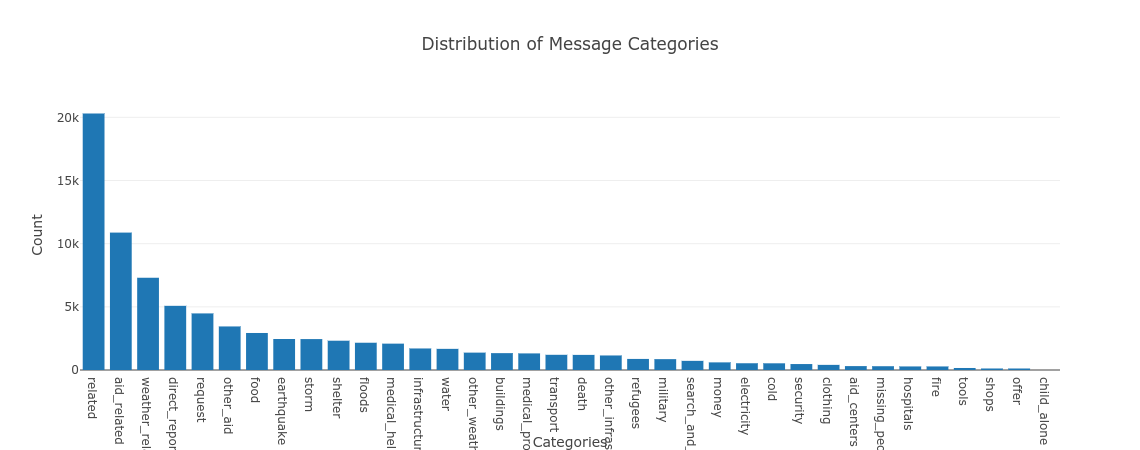 Distribution of Message Categories
Count
20k
15k
10k
5k
0
related
aid_related
weather_rel
direct_repor
request
other_aid
food
earthquake
storm
shelter
floods
medical_hel
infrastructur
water
other_weath
buildings
medical_pro
transport
death
other_infras
refugees
military
search_and_
money
electricity
cold
security
clothing
aid_centers
missing_peo
hospitals
fire
tools
shops
offer
child_alone
Categories